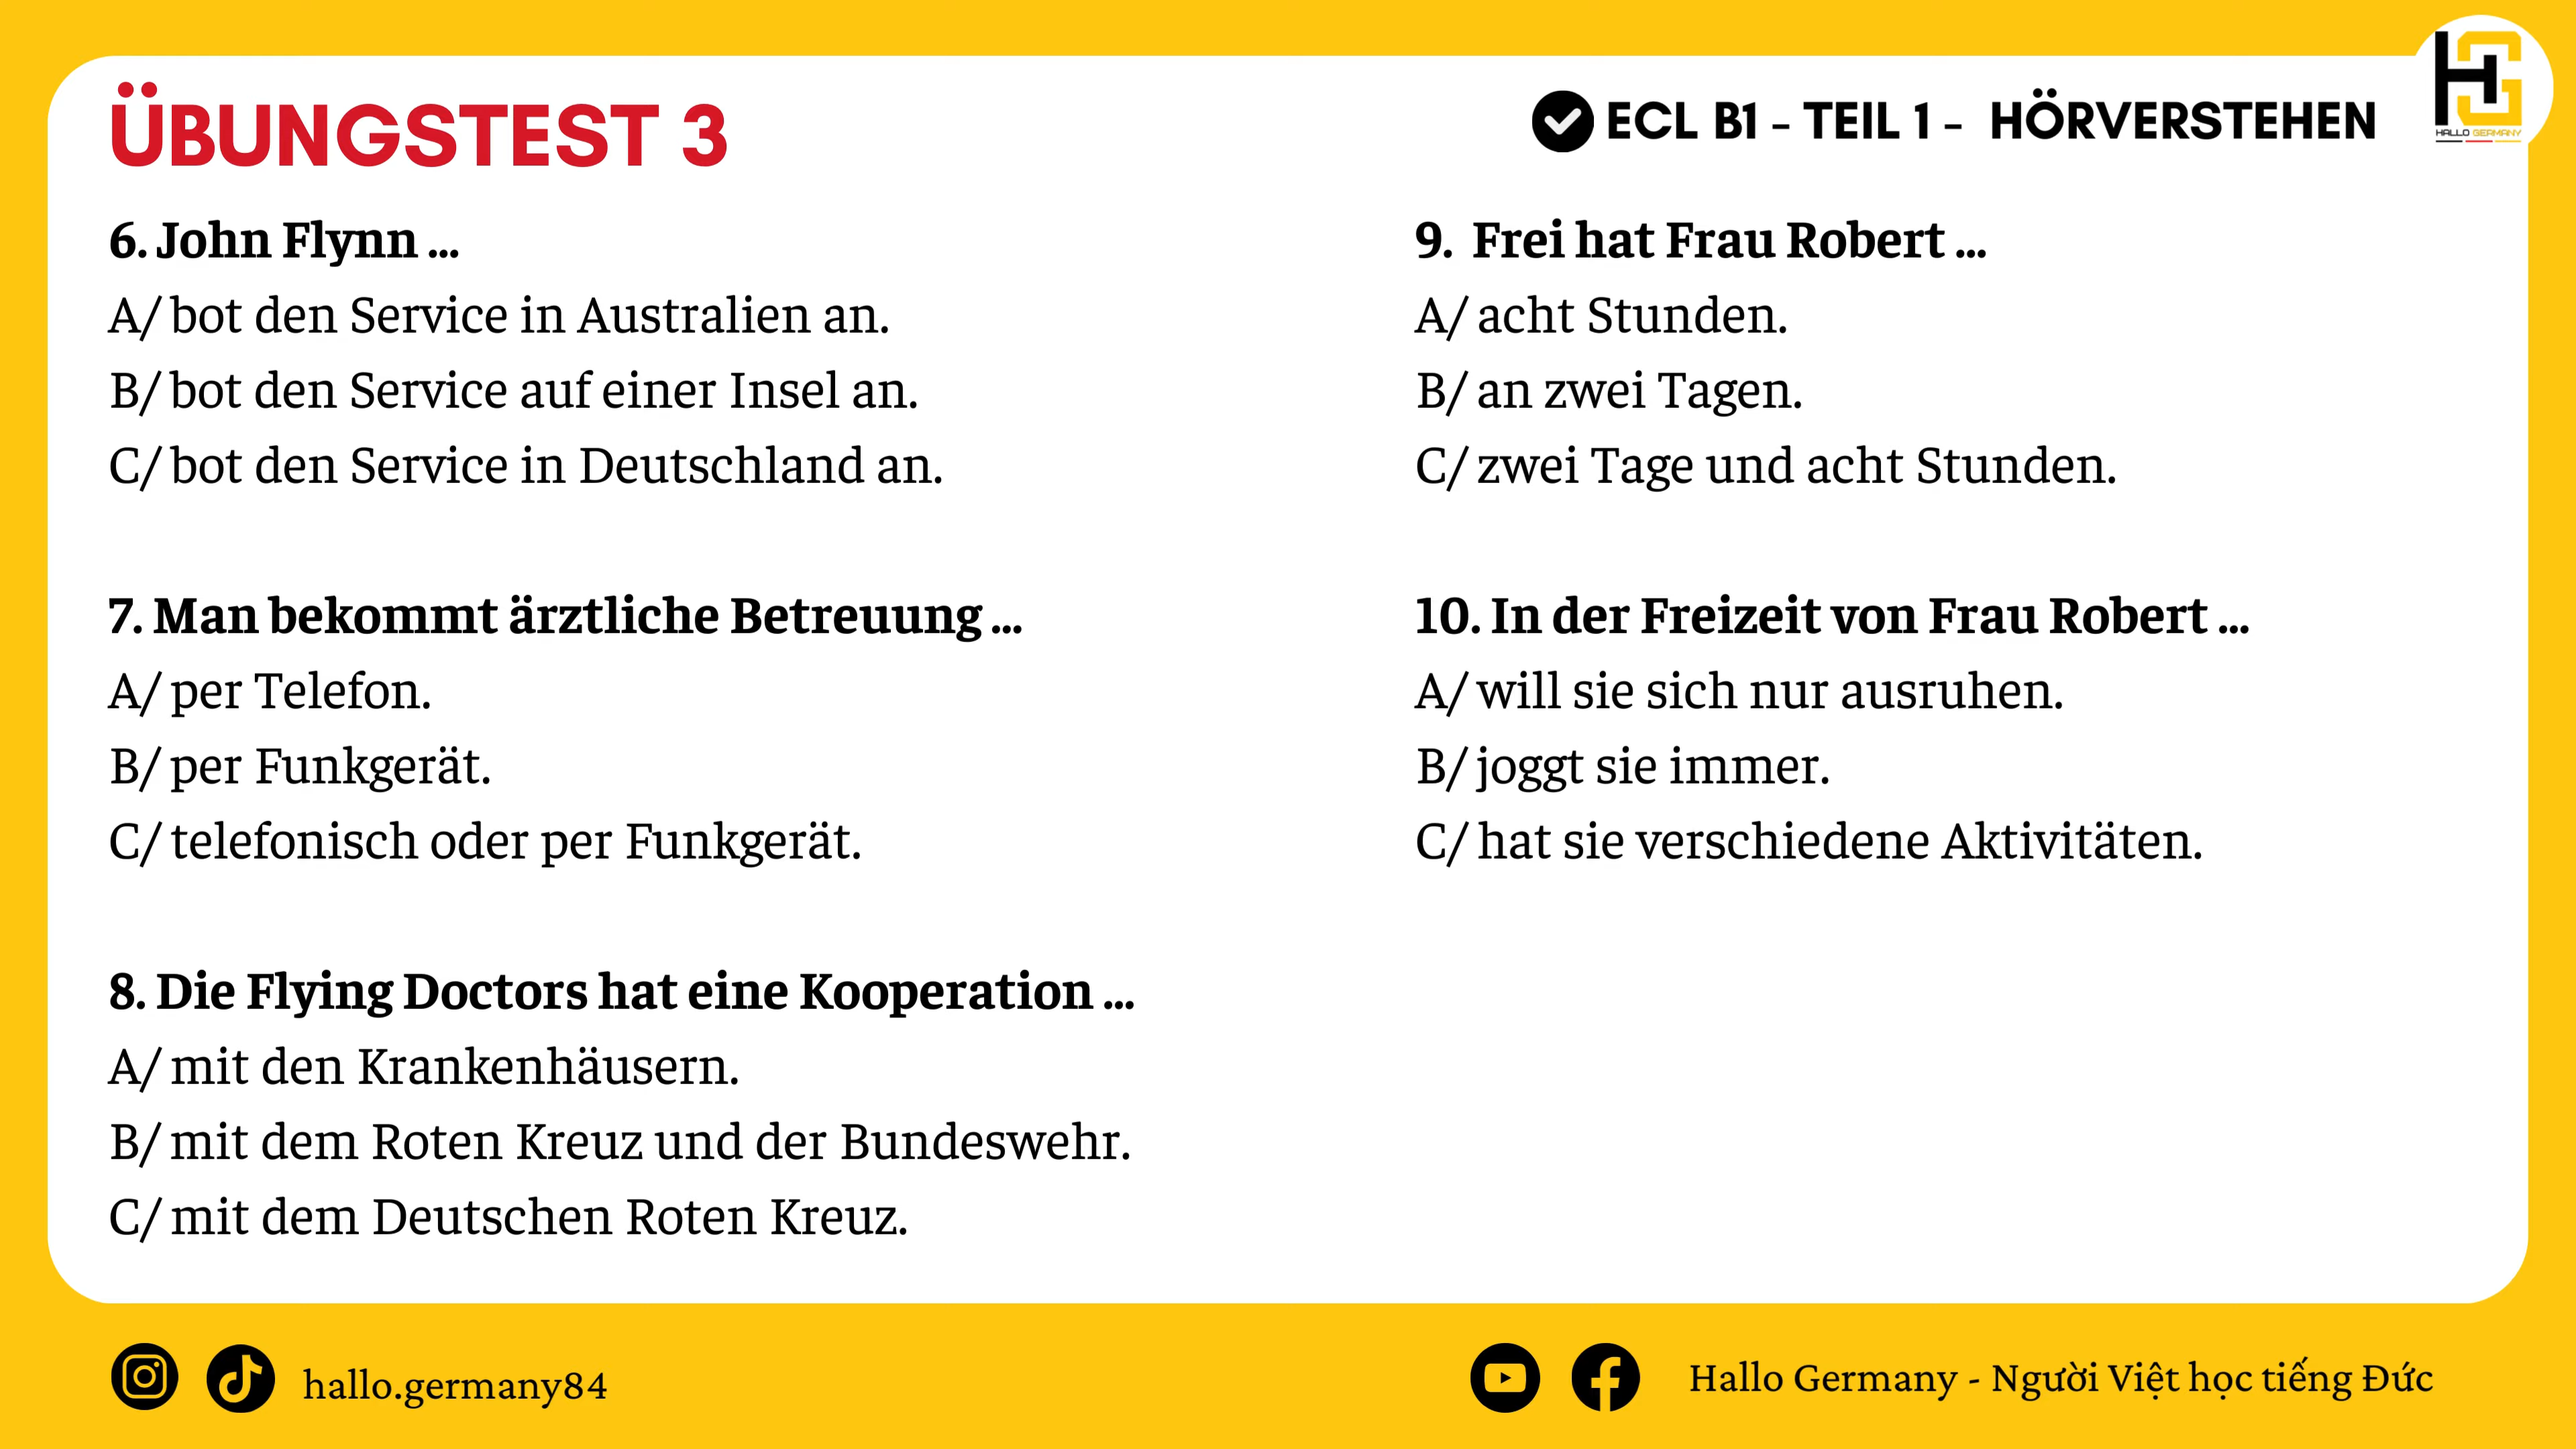 ÜBUNGSTEST 3
ECL B1 - TEIL 1 - HÖRVERSTEHEN
HALLO GERMANY
6. John Flynn ...
A/ bot den Service in Australien an.
B/ bot den Service auf einer Insel an.
C/ bot den Service in Deutschland an.
7. Man bekommt ärztliche Betreuung ...
A/ per Telefon.
B/ per Funkgerät.
C/ telefonisch oder per Funkgerät.
8. Die Flying Doctors hat eine Kooperation ...
A/ mit den Krankenhäusern.
B/ mit dem Roten Kreuz und der Bundeswehr.
C/ mit dem Deutschen Roten Kreuz.
9. Frei hat Frau Robert ...
A/ acht Stunden.
B/ an zwei Tagen.
C/ zwei Tage und acht Stunden.
10. In der Freizeit von Frau Robert ...
A/ will sie sich nur ausruhen.
B/ joggt sie immer.
C/ hat sie verschiedene Aktivitäten.
hallo.germany84
Hallo Germany - Người Việt học tiếng Đức